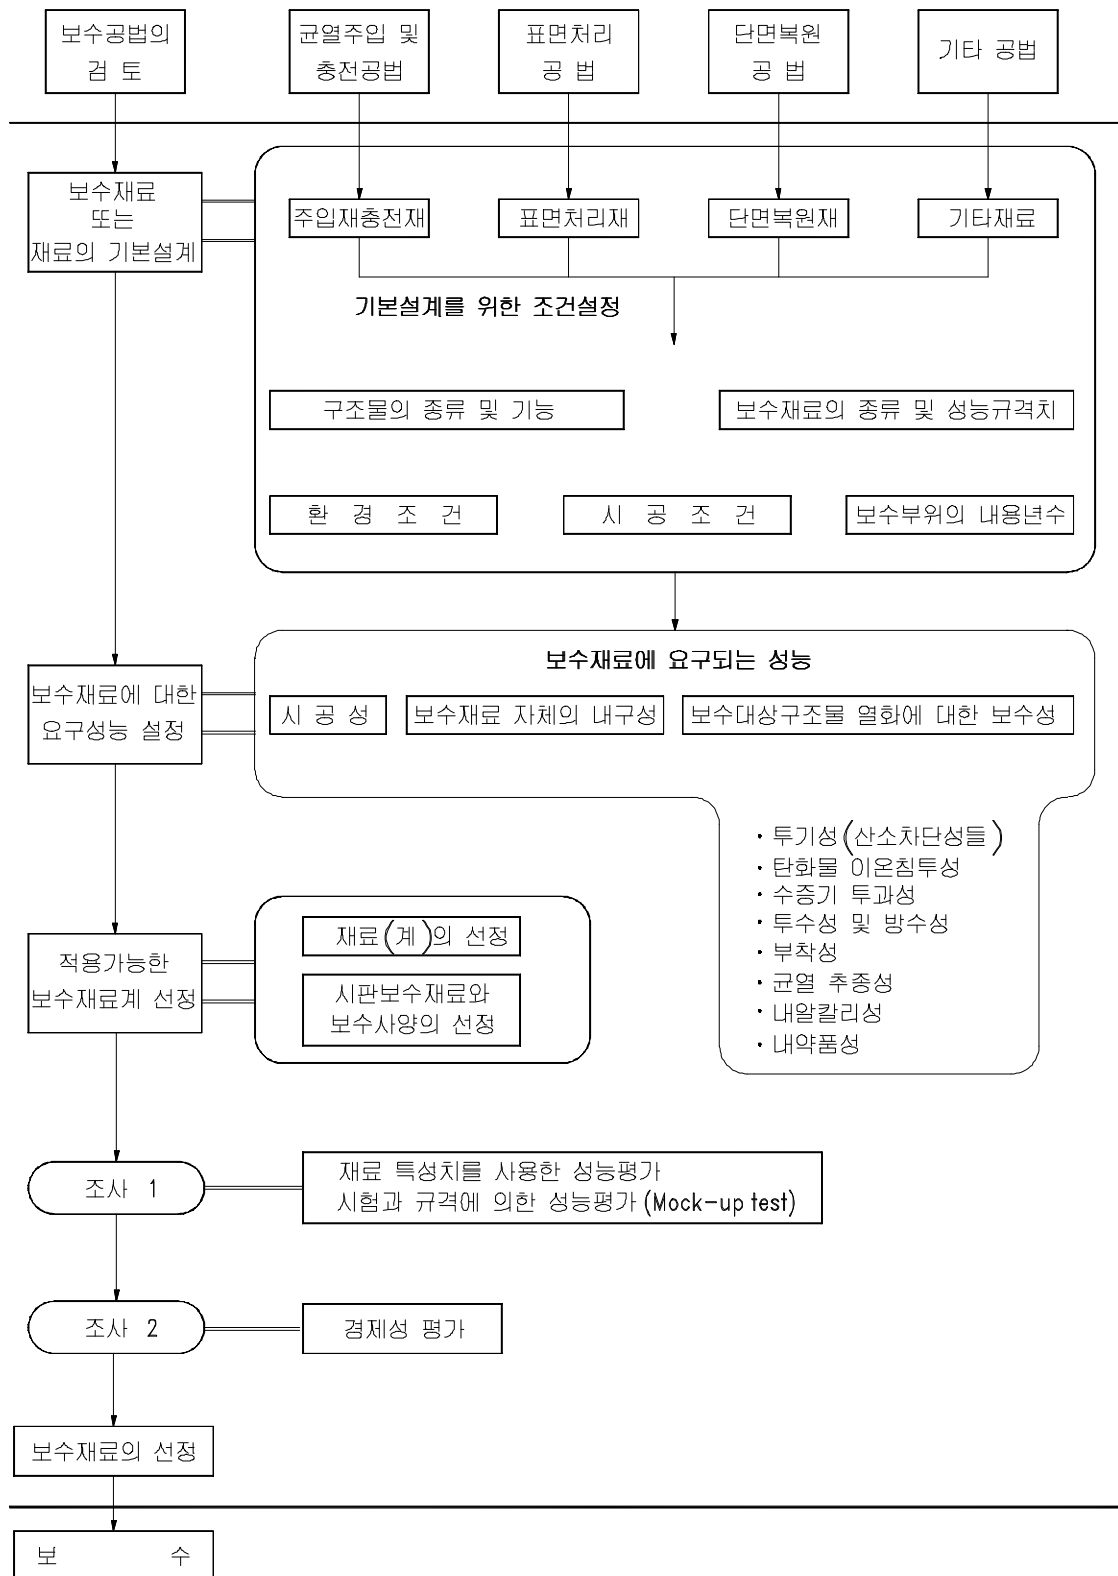 보수공법의
검 토
균열주입 및
충전공법
표면처리
공 법
단면복원
공 법
기타 공법
보수재료
또는
재료의 기본설계
주입재충전재
표면처리재
단면복원재
기타재료
기본설계를 위한 조건설정
구조물의 종류 및 기능
보수재료의 종류 및 성능규격치
환 경 조 건
시 공 조 건
보수부위의 내용년수
보수재료에 대한
요구성능 설정
보수재료에 요구되는 성능
시 공 성
보수재료 자체의 내구성
보수대상구조물 열화에 대한 보수성
· 투기성(산소차단성들)
· 탄화물 이온침투성
· 수증기 투과성
· 투수성 및 방수성
· 부착성
· 균열 추종성
· 내알칼리성
· 내약품성
적용가능한
보수재료계 선정
재료(계)의 선정
시판보수재료와
보수사양의 선정
조사 1
재료 특성치를 사용한 성능평가
시험과 규격에 의한 성능평가(Mock-up test)
조사 2
경제성 평가
보수재료의 선정
보 수